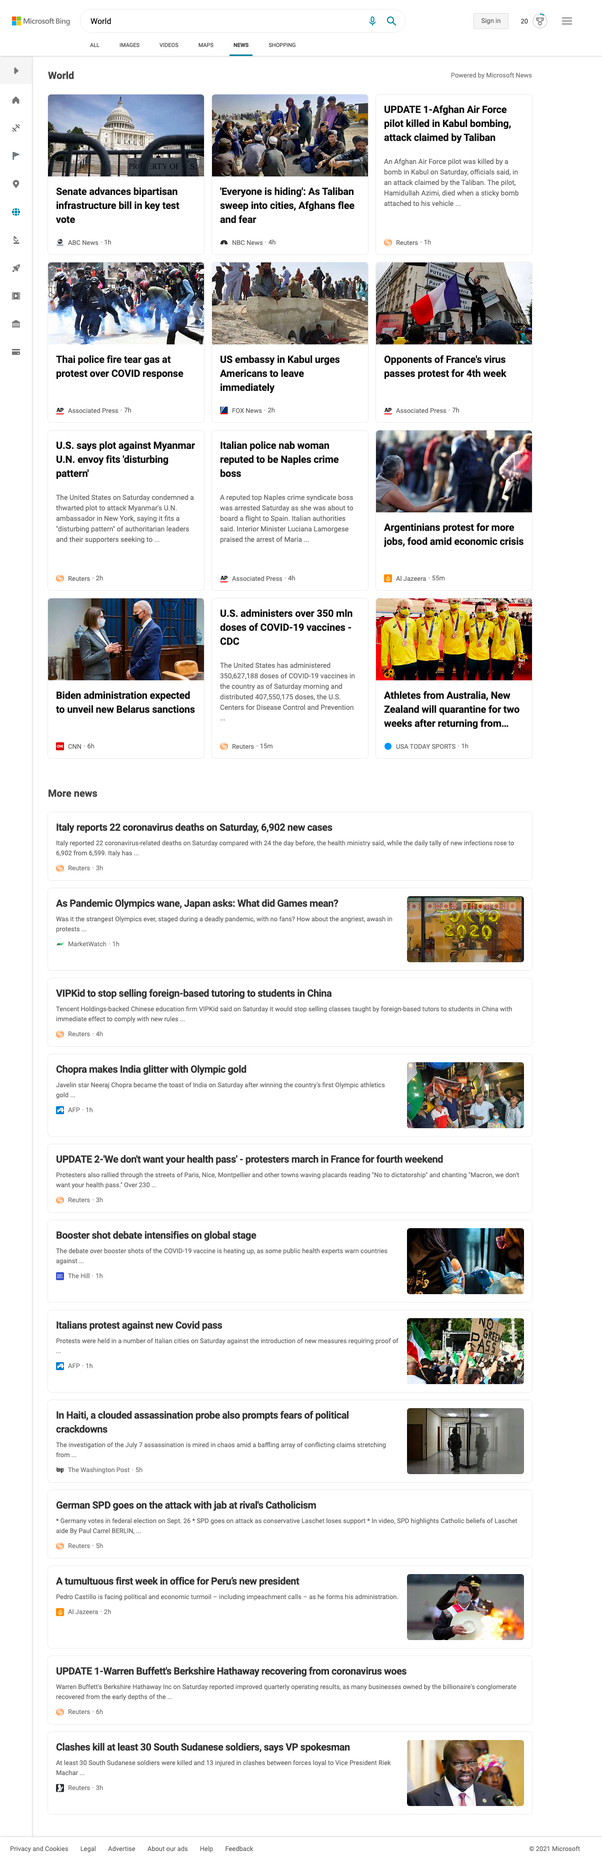 Microsoft Bing
World
Sign in
20
ALL
IMAGES
VIDEOS
MAPS
NEWS
SHOPPING
World
Powered by Microsoft News
PROPERTY OF
Senate advances bipartisan
infrastructure bill in key test
vote
ABC News · 1h
'Everyone is hiding': As Taliban
sweep into cities, Afghans flee
and fear
NBC News · 4h
UPDATE 1-Afghan Air Force
pilot killed in Kabul bombing,
attack claimed by Taliban
An Afghan Air Force pilot was killed by a
bomb in Kabul on Saturday, officials said, in
an attack claimed by the Taliban. The pilot,
Hamidullah Azimi, died when a sticky bomb
attached to his vehicle ...
Reuters · 1h
Thai police fire tear gas at
protest over COVID response
AP Associated Press · 7h
US embassy in Kabul urges
Americans to leave
immediately
FOX News · 2h
Opponents of France's virus
passes protest for 4th week
AP Associated Press · 7h
U.S. says plot against Myanmar
U.N. envoy fits 'disturbing
pattern'
The United States on Saturday condemned a
thwarted plot to attack Myanmar's U.N.
ambassador in New York, saying it fits a
"disturbing pattern" of authoritarian leaders
and their supporters seeking to ...
Reuters · 2h
Italian police nab woman
reputed to be Naples crime
boss
A reputed top Naples crime syndicate boss
was arrested Saturday as she was about to
board a flight to Spain. Italian authorities
said. Interior Minister Luciana Lamorgese
praised the arrest of Maria ...
AP Associated Press · 4h
Argentinians protest for more
jobs, food amid economic crisis
Al Jazeera · 55m
Biden administration expected
to unveil new Belarus sanctions
CNN CNN · 6h
U.S. administers over 350 mln
doses of COVID-19 vaccines -
CDC
The United States has administered
350,627,188 doses of COVID-19 vaccines in
the country as of Saturday morning and
distributed 407,550,175 doses, the U.S.
Centers for Disease Control and Prevention
...
Reuters · 15m
Athletes from Australia, New
Zealand will quarantine for two
weeks after returning from...
USA TODAY SPORTS · 1h
More news
Italy reports 22 coronavirus deaths on Saturday, 6,902 new cases
Italy reported 22 coronavirus-related deaths on Saturday compared with 24 the day before, the health ministry said, while the daily tally of new infections rose to
6,902 from 6,599. Italy has ...
Reuters · 3h
As Pandemic Olympics wane, Japan asks: What did Games mean?
Was it the strangest Olympics ever, staged during a deadly pandemic, with no fans? How about the angriest, awash in
protests ...
MarketWatch · 1h
TOKYO
2020
VIPKid to stop selling foreign-based tutoring to students in China
Tencent Holdings-backed Chinese education firm VIPKid said on Saturday it would stop selling classes taught by foreign-based tutors to students in China with
immediate effect to comply with new rules ...
Reuters · 4h
Chopra makes India glitter with Olympic gold
Javelin star Neeraj Chopra became the toast of India on Saturday after winning the country's first Olympic athletics
gold ...
AFP · 1h
UPDATE 2-'We don't want your health pass' - protesters march in France for fourth weekend
Protesters also rallied through the streets of Paris, Nice, Montpellier and other towns waving placards reading "No to dictatorship" and chanting "Macron, we don't
want your health pass." Over 230 ...
Reuters · 3h
Booster shot debate intensifies on global stage
The debate over booster shots of the COVID-19 vaccine is heating up, as some public health experts warn countries
against ...
The Hill · 1h
Italians protest against new Covid pass
Protests were held in a number of Italian cities on Saturday against the introduction of new measures requiring proof of
...
AFP · 1h
NO
GREEN
PASS
In Haiti, a clouded assassination probe also prompts fears of political
crackdowns
The investigation of the July 7 assassination is mired in chaos amid a baffling array of conflicting claims stretching
from ...
wp The Washington Post · 5h
German SPD goes on the attack with jab at rival's Catholicism
* Germany votes in federal election on Sept. 26 * SPD goes on attack as conservative Laschet loses support * In video, SPD highlights Catholic beliefs of Laschet
aide By Paul Carrel BERLIN, ...
Reuters · 5h
A tumultuous first week in office for Peru's new president
Pedro Castillo is facing political and economic turmoil – including impeachment calls – as he forms his administration.
Al Jazeera · 2h
UPDATE 1-Warren Buffett's Berkshire Hathaway recovering from coronavirus woes
Warren Buffett's Berkshire Hathaway Inc on Saturday reported improved quarterly operating results, as many businesses owned by the billionaire's conglomerate
recovered from the early depths of the ...
Reuters · 6h
Clashes kill at least 30 South Sudanese soldiers, says VP spokesman
At least 30 South Sudanese soldiers were killed and 13 injured in clashes between forces loyal to Vice President Riek
Machar ...
Reuters · 3h
Privacy and Cookies
Legal
Advertise
About our ads
Help
Feedback
© 2021 Microsoft